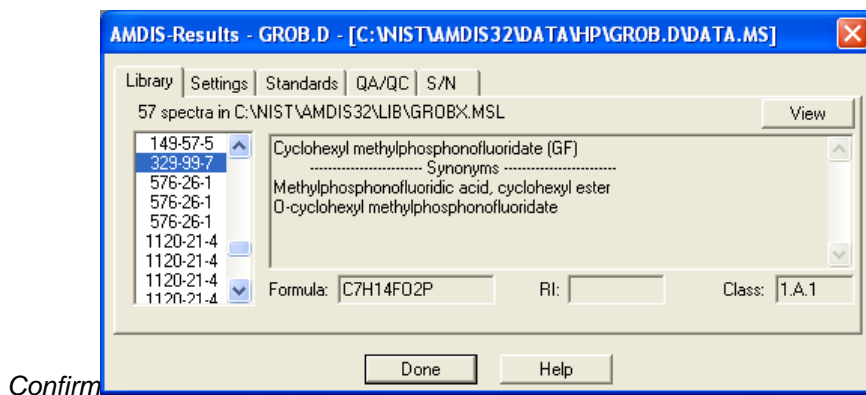 AMDIS-Results - GROB.D - [C:\NIST\AMDIS32\DATA\HP\GROB.D\DATA.MS]
Library Settings Standards QA/QC S/N
57 spectra in C:\NIST\AMDIS32\LIB\GROBX.MSL View
149-57-5
329-99-7
576-26-1
576-26-1
576-26-1
1120-21-4
1120-21-4
1120-21-4
1120-21-4
Cyclohexyl methylphosphonofluoridate (GF)
------------------------ Synonyms ------------------------
Methylphosphonofluoridic acid, cyclohexyl ester
O-cyclohexyl methylphosphonofluoridate
Formula: C7H14FO2P RI: Class: 1.A.1
Done Help
Confirm